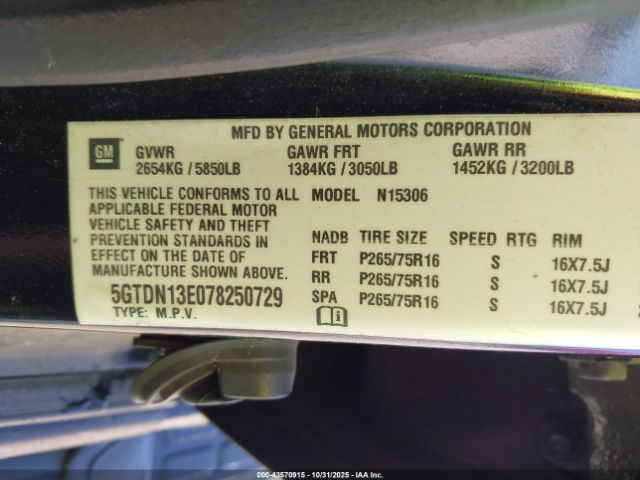 MFD BY GENERAL MOTORS CORPORATION
GM GVWR GAWR FRT GAWR RR
2654KG / 5850LB 1384KG / 3050LB 1452KG / 3200LB
THIS VEHICLE CONFORMS TO ALL MODEL N15306
APPLICABLE FEDERAL MOTOR
VEHICLE SAFETY AND THEFT
PREVENTION STANDARDS IN
EFFECT ON THE DATE OF
MANUFACTURE SHOWN ABOVE.
5GTDN13E078250729
TYPE: M.P.V.
NADB TIRE SIZE SPEED RTG RIM
FRT P265/75R16 S 16X7.5J
RR P265/75R16 S 16X7.5J
SPA P265/75R16 S 16X7.5J
--43570915 - 10/31/2025 - IAA Inc.